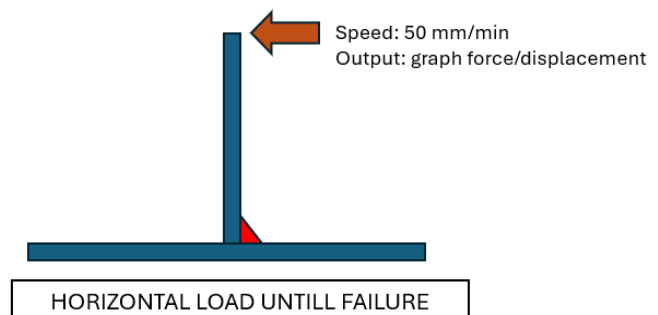 Speed: 50 mm/min
Output: graph force/displacement
HORIZONTAL LOAD UNTILL FAILURE